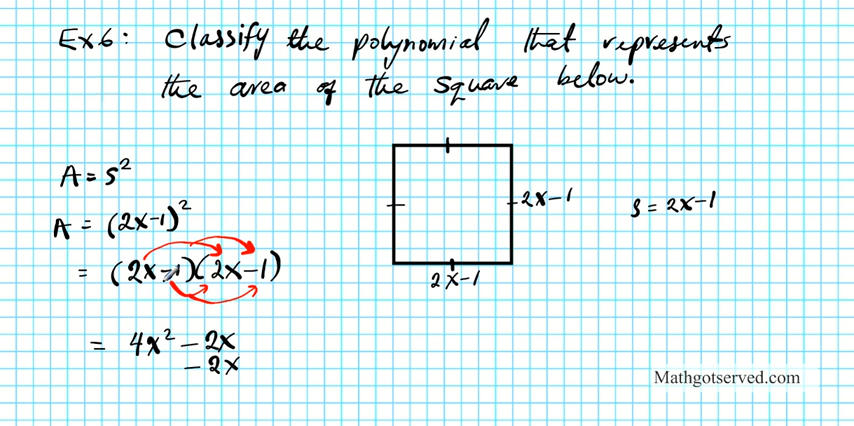 Ex6: Classify the polynomial that represents
the area of the square below.
A = s²
A = (2x-1)²
= (2x-1)(2x-1)
= 4x² - 2x
- 2x
2x-1
2x-1
s = 2x-1
Mathgotserved.com